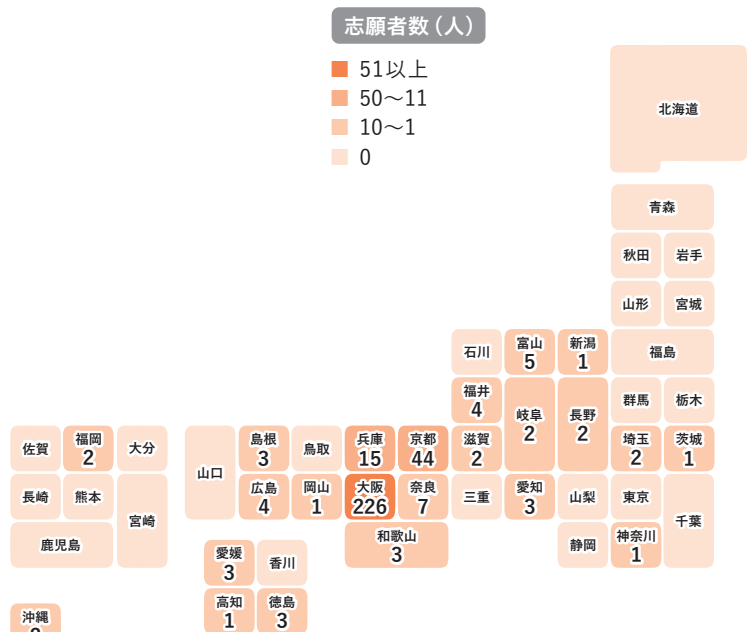 志願者数（人）
51以上
50〜11
10〜1
0
北海道
青森
秋田 岩手
山形 宮城
石川 富山 新潟 福島
5 1
福井 岐阜 長野 群馬 栃木
4 2 2
佐賀 福岡 大分 山口 島根 鳥取 兵庫 京都 滋賀 埼玉 茨城
2 3 15 44 2 2 1
長崎 熊本 宮崎 広島 岡山 大阪 奈良 三重 愛知 山梨 東京 千葉
4 1 226 7 3
鹿児島 和歌山 静岡 神奈川
3 1
愛媛 香川
3
高知 徳島
1 3
沖縄